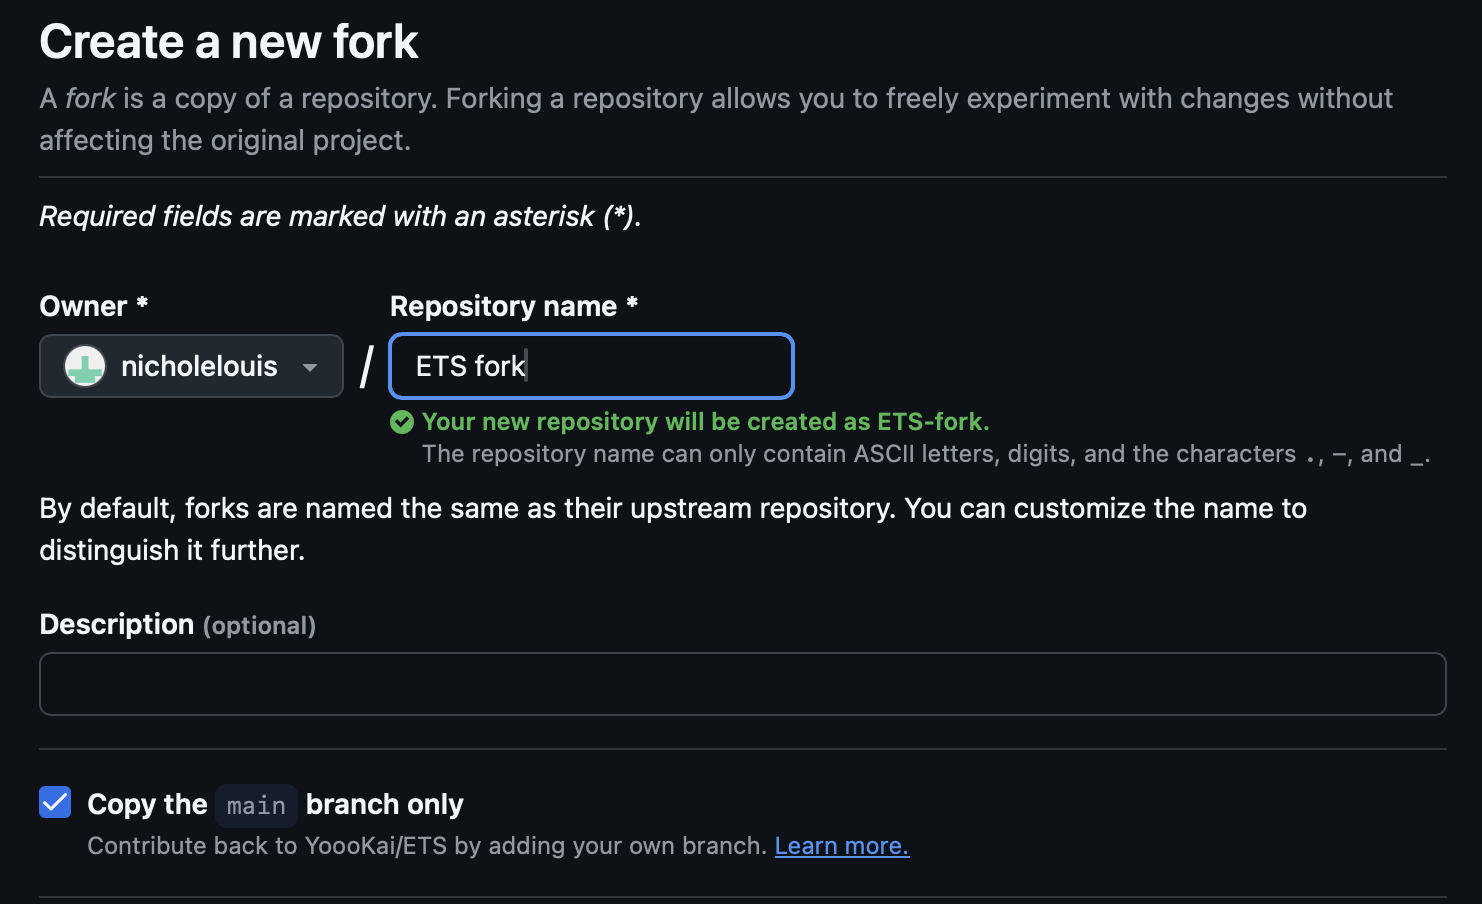 Create a new fork
A fork is a copy of a repository. Forking a repository allows you to freely experiment with changes without
affecting the original project.
Required fields are marked with an asterisk (*).
Owner *
Repository name *
nicholelouis
/
ETS fork
Your new repository will be created as ETS-fork.
The repository name can only contain ASCII letters, digits, and the characters ., -, and _.
By default, forks are named the same as their upstream repository. You can customize the name to
distinguish it further.
Description (optional)
Copy the main branch only
Contribute back to YoooKai/ETS by adding your own branch. Learn more.